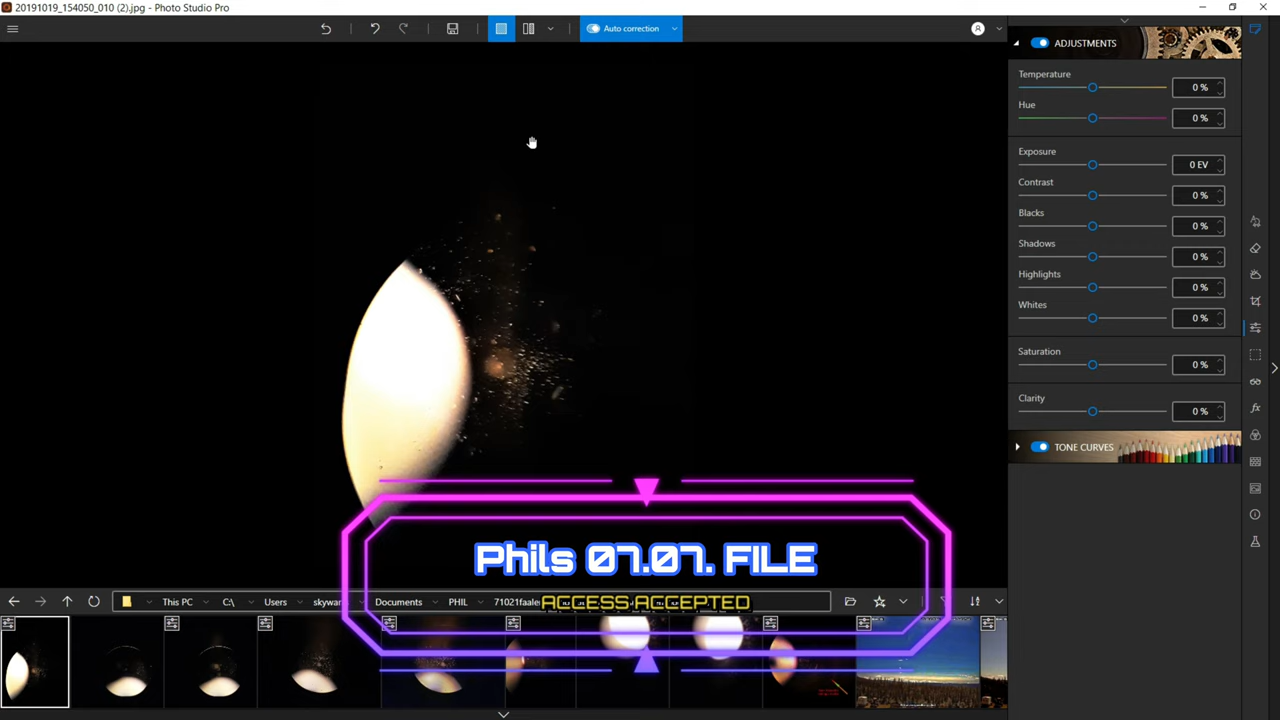 20191019_154050_010 (2).jpg - Photo Studio Pro
Auto correction
ADJUSTMENTS
Temperature
0 %
Hue
0 %
Exposure
0 EV
Contrast
0 %
Blacks
0 %
Shadows
0 %
Highlights
0 %
Whites
0 %
Saturation
0 %
Clarity
0 %
TONE CURVES
Phils 07.07. FILE
This PC
C:\
Users
Documents
PHIL
ACCESS ACCEPTED